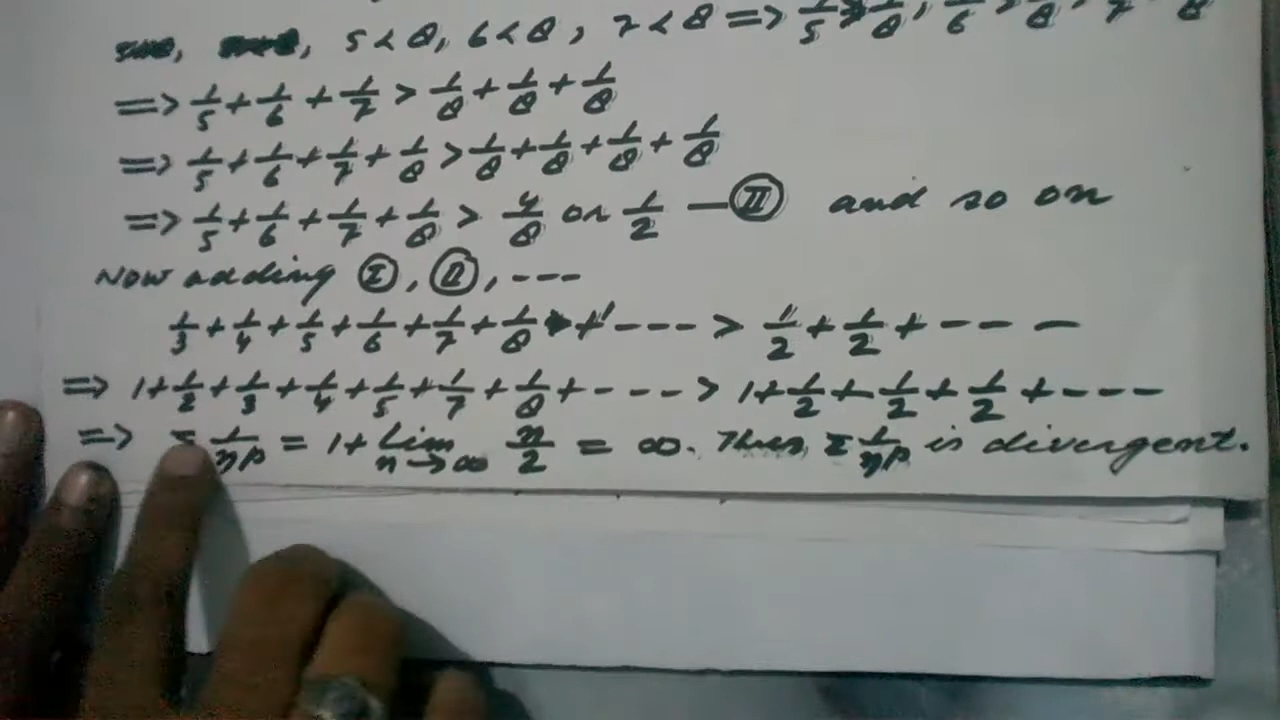 5 < 8, 6 < 8, 7 < 8 => 1/5 > 1/8, 1/6 > 1/8, 1/7 > 1/8
=> 1/5 + 1/6 + 1/7 > 1/8 + 1/8 + 1/8
=> 1/5 + 1/6 + 1/7 + 1/8 > 1/8 + 1/8 + 1/8 + 1/8
=> 1/5 + 1/6 + 1/7 + 1/8 > 4/8 or 1/2 — II and so on
Now adding I, II, ---
1/3 + 1/4 + 1/5 + 1/6 + 1/7 + 1/8 + --- > 1/2 + 1/2 + ---
=> 1 + 1/2 + 1/3 + 1/4 + 1/5 + 1/7 + 1/8 + ---- > 1 + 1/2 + 1/2 + 1/2 + ----
=> Σ 1/n^p = 1 + lim n→∞ n/2 = ∞. Thus, Σ 1/n^p is divergent.